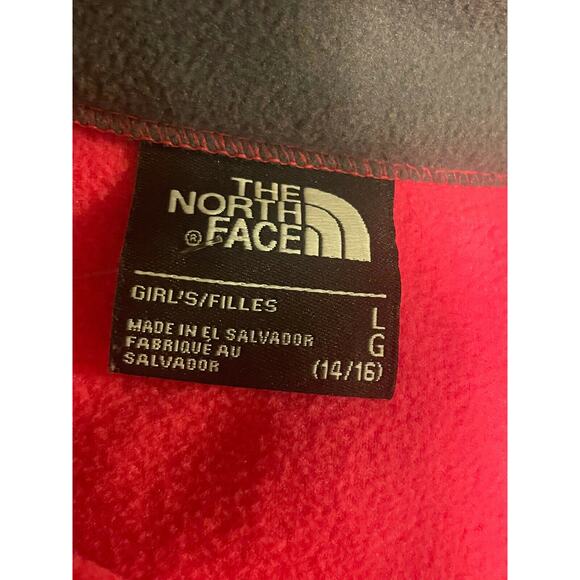 THE
NORTH
® FACE
GIRL'S/FILLES L
MADE IN EL SALVADOR G
FABRIQUÉ AU
SALVADOR (14/16)